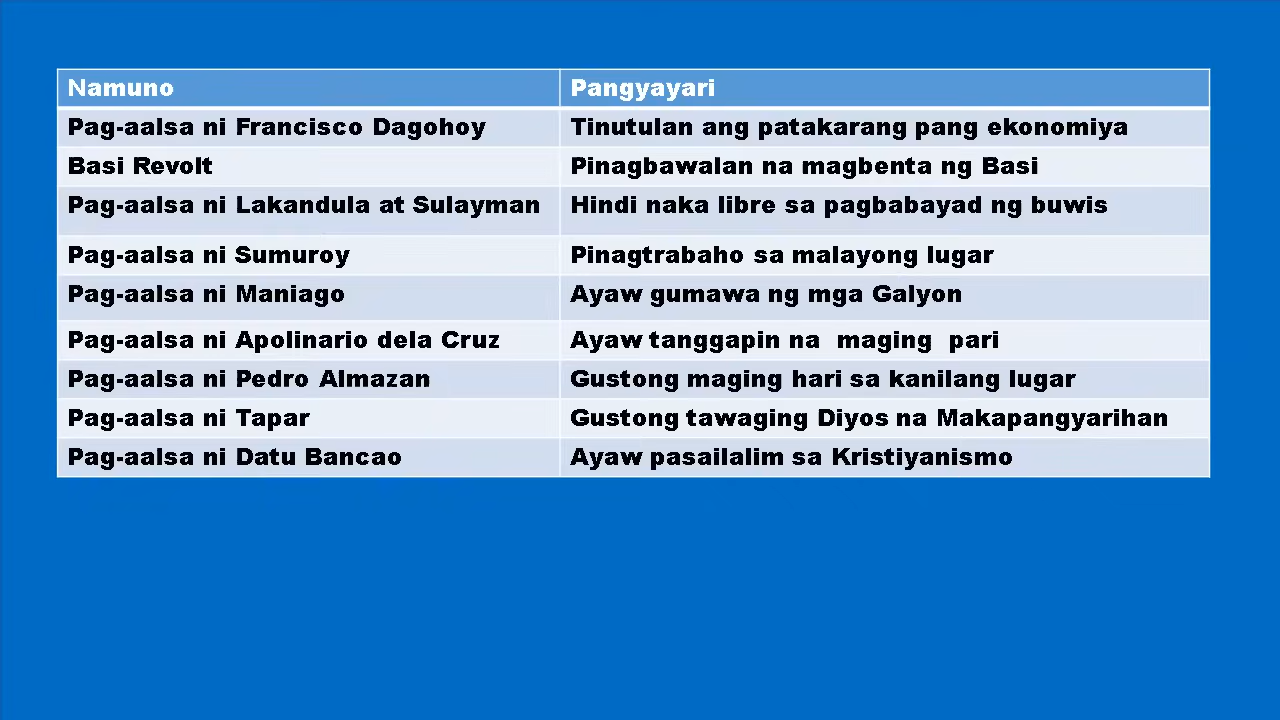 Namuno Pangyayari
Pag-aalsa ni Francisco Dagohoy Tinutulan ang patakarang pang ekonomiya
Basi Revolt Pinagbawalan na magbenta ng Basi
Pag-aalsa ni Lakandula at Sulayman Hindi naka libre sa pagbabayad ng buwis
Pag-aalsa ni Sumuroy Pinagtrabaho sa malayong lugar
Pag-aalsa ni Maniago Ayaw gumawa ng mga Galyon
Pag-aalsa ni Apolinario dela Cruz Ayaw tanggapin na maging pari
Pag-aalsa ni Pedro Almazan Gustong maging hari sa kanilang lugar
Pag-aalsa ni Tapar Gustong tawaging Diyos na Makapangyarihan
Pag-aalsa ni Datu Bancao Ayaw pasailalim sa Kristiyanismo